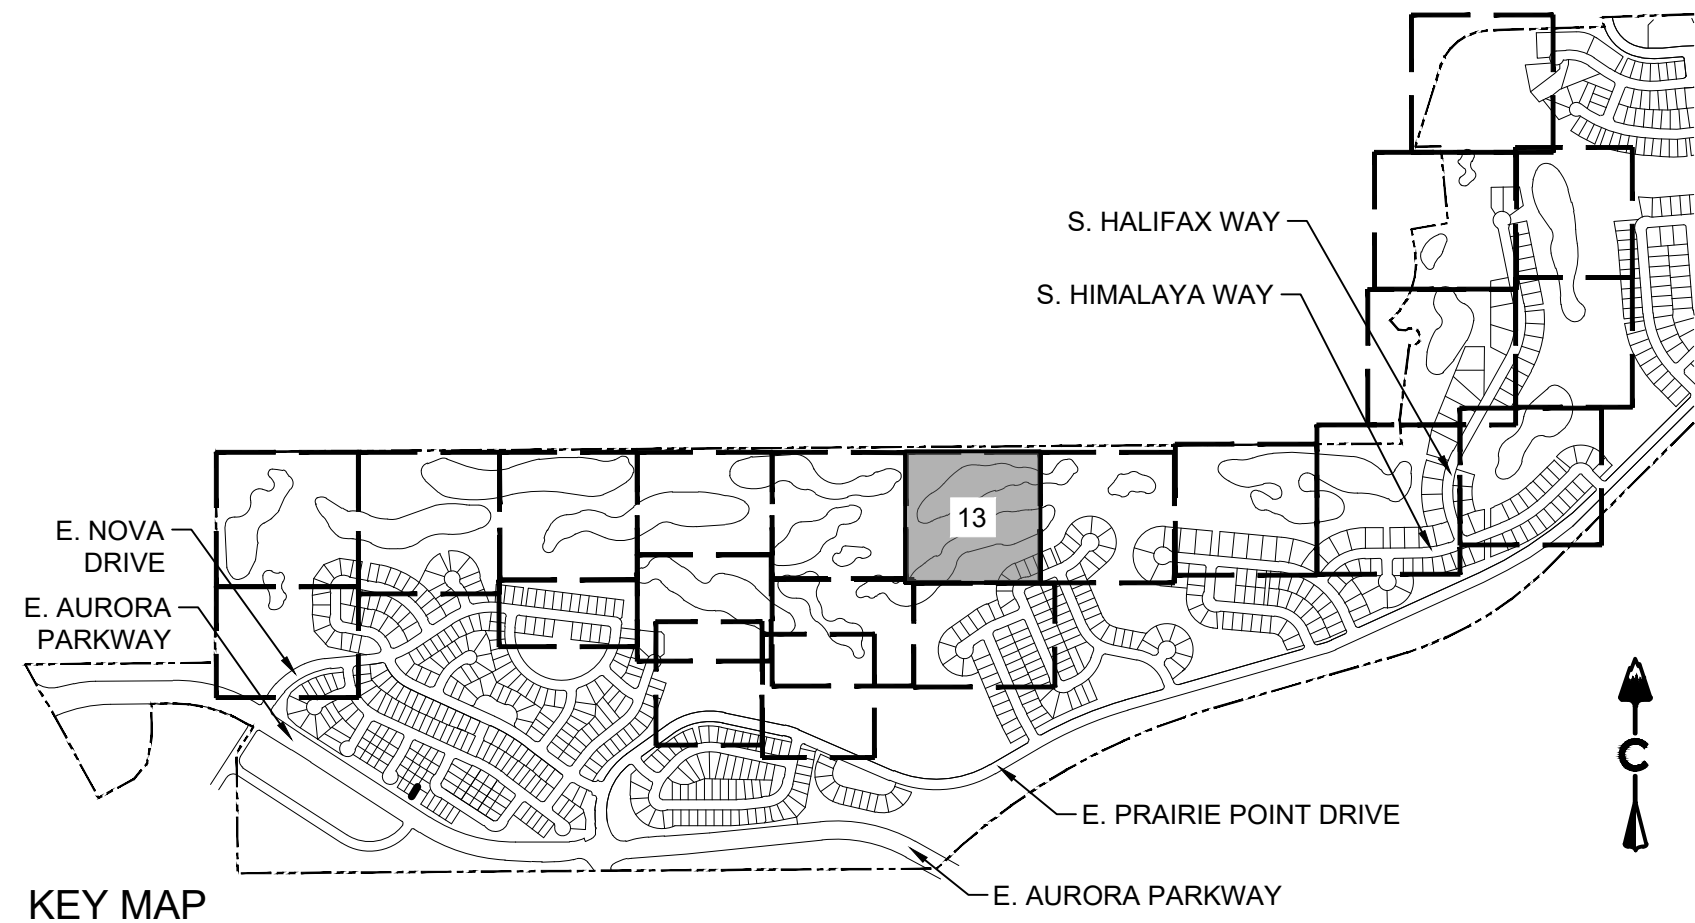 S. HALIFAX WAY
S. HIMALAYA WAY
13
E. NOVA
DRIVE
E. AURORA
PARKWAY
C
E. PRAIRIE POINT DRIVE
E. AURORA PARKWAY
KEY MAP